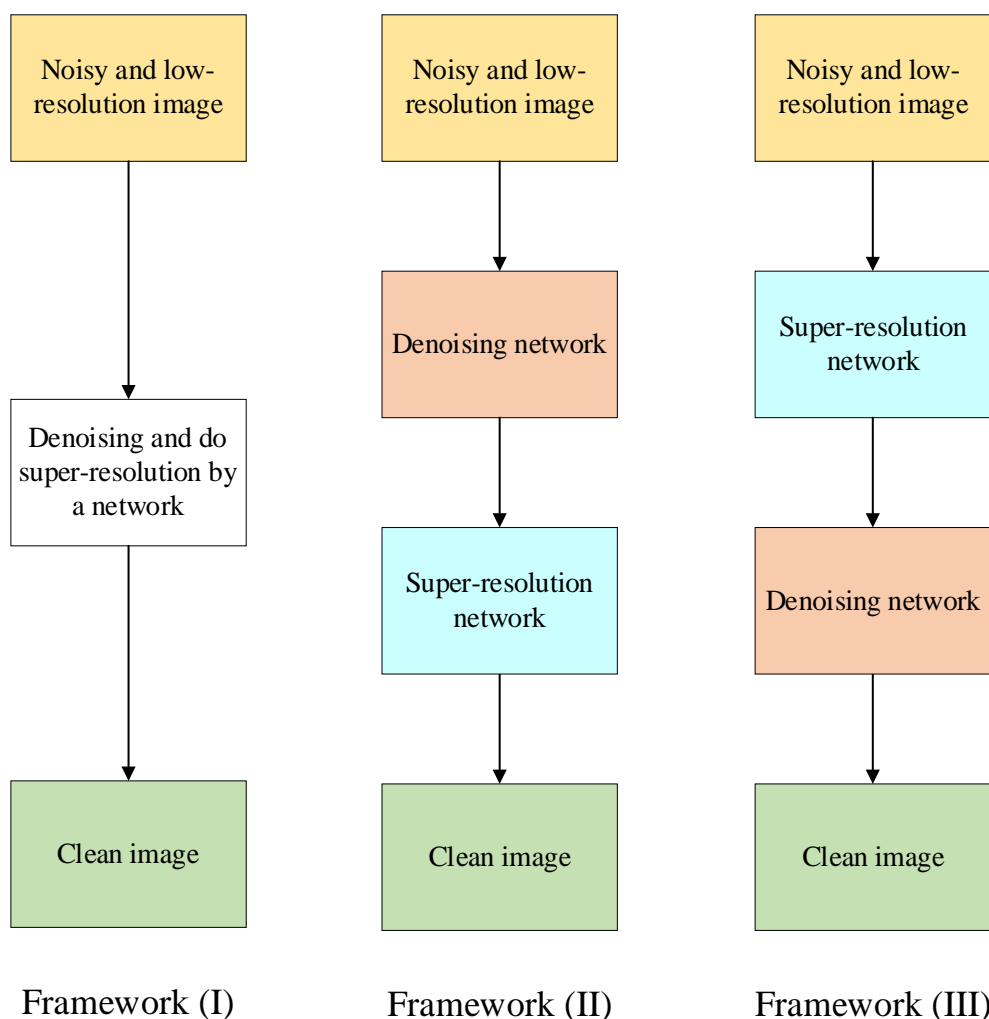 Noisy and low-
resolution image
Denoising and do
super-resolution by
a network
Clean image
Framework (I)
Noisy and low-
resolution image
Denoising network
Super-resolution
network
Clean image
Framework (II)
Noisy and low-
resolution image
Super-resolution
network
Denoising network
Clean image
Framework (III)